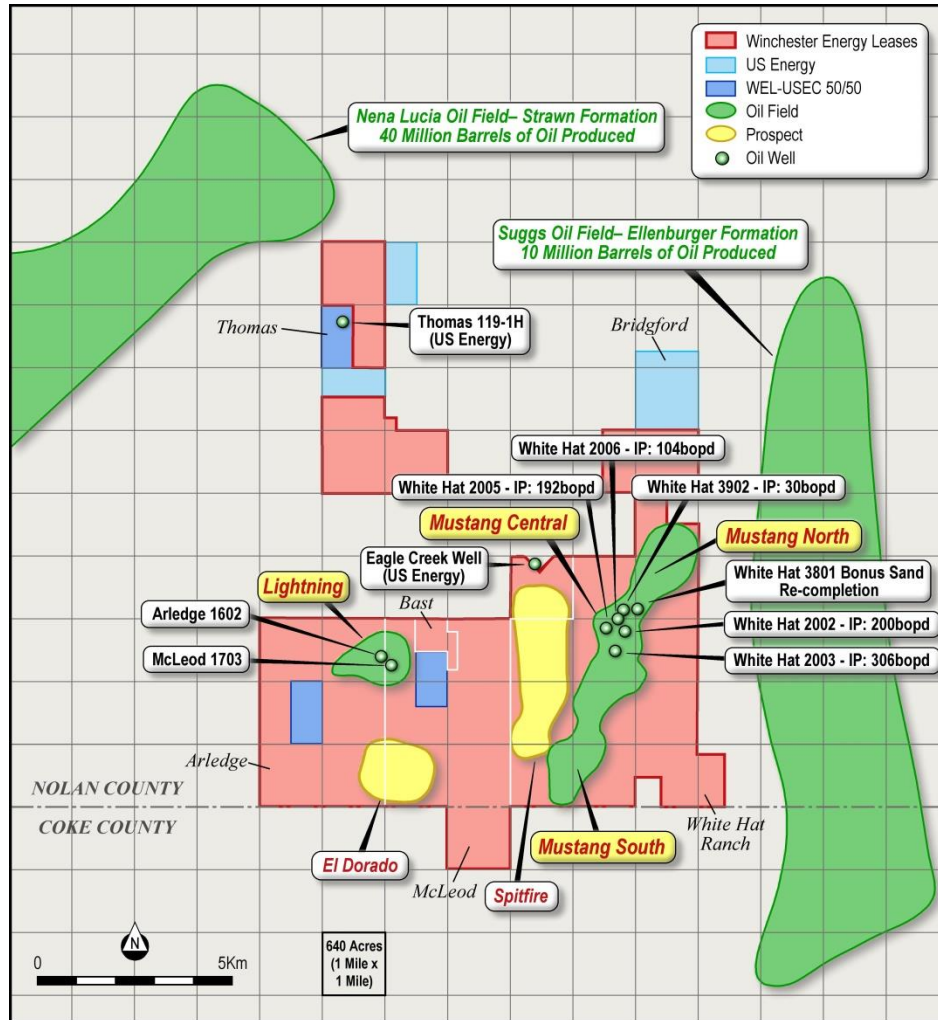 Winchester Energy Leases
US Energy
WEL-USEC 50/50
Oil Field
Prospect
Oil Well
Nena Lucia Oil Field– Strawn Formation
40 Million Barrels of Oil Produced
Suggs Oil Field– Ellenburger Formation
10 Million Barrels of Oil Produced
Thomas
Thomas 119-1H
(US Energy)
Bridgford
White Hat 2006 - IP: 104bopd
White Hat 2005 - IP: 192bopd
White Hat 3902 - IP: 30bopd
Mustang Central
Mustang North
Eagle Creek Well
(US Energy)
White Hat 3801 Bonus Sand
Re-completion
Lightning
Bast
Arledge 1602
White Hat 2002 - IP: 200bopd
McLeod 1703
White Hat 2003 - IP: 306bopd
Arledge
NOLAN COUNTY
COKE COUNTY
White Hat
Ranch
Mustang South
El Dorado
McLeod
Spitfire
N
0
5Km
640 Acres
(1 Mile x
1 Mile)